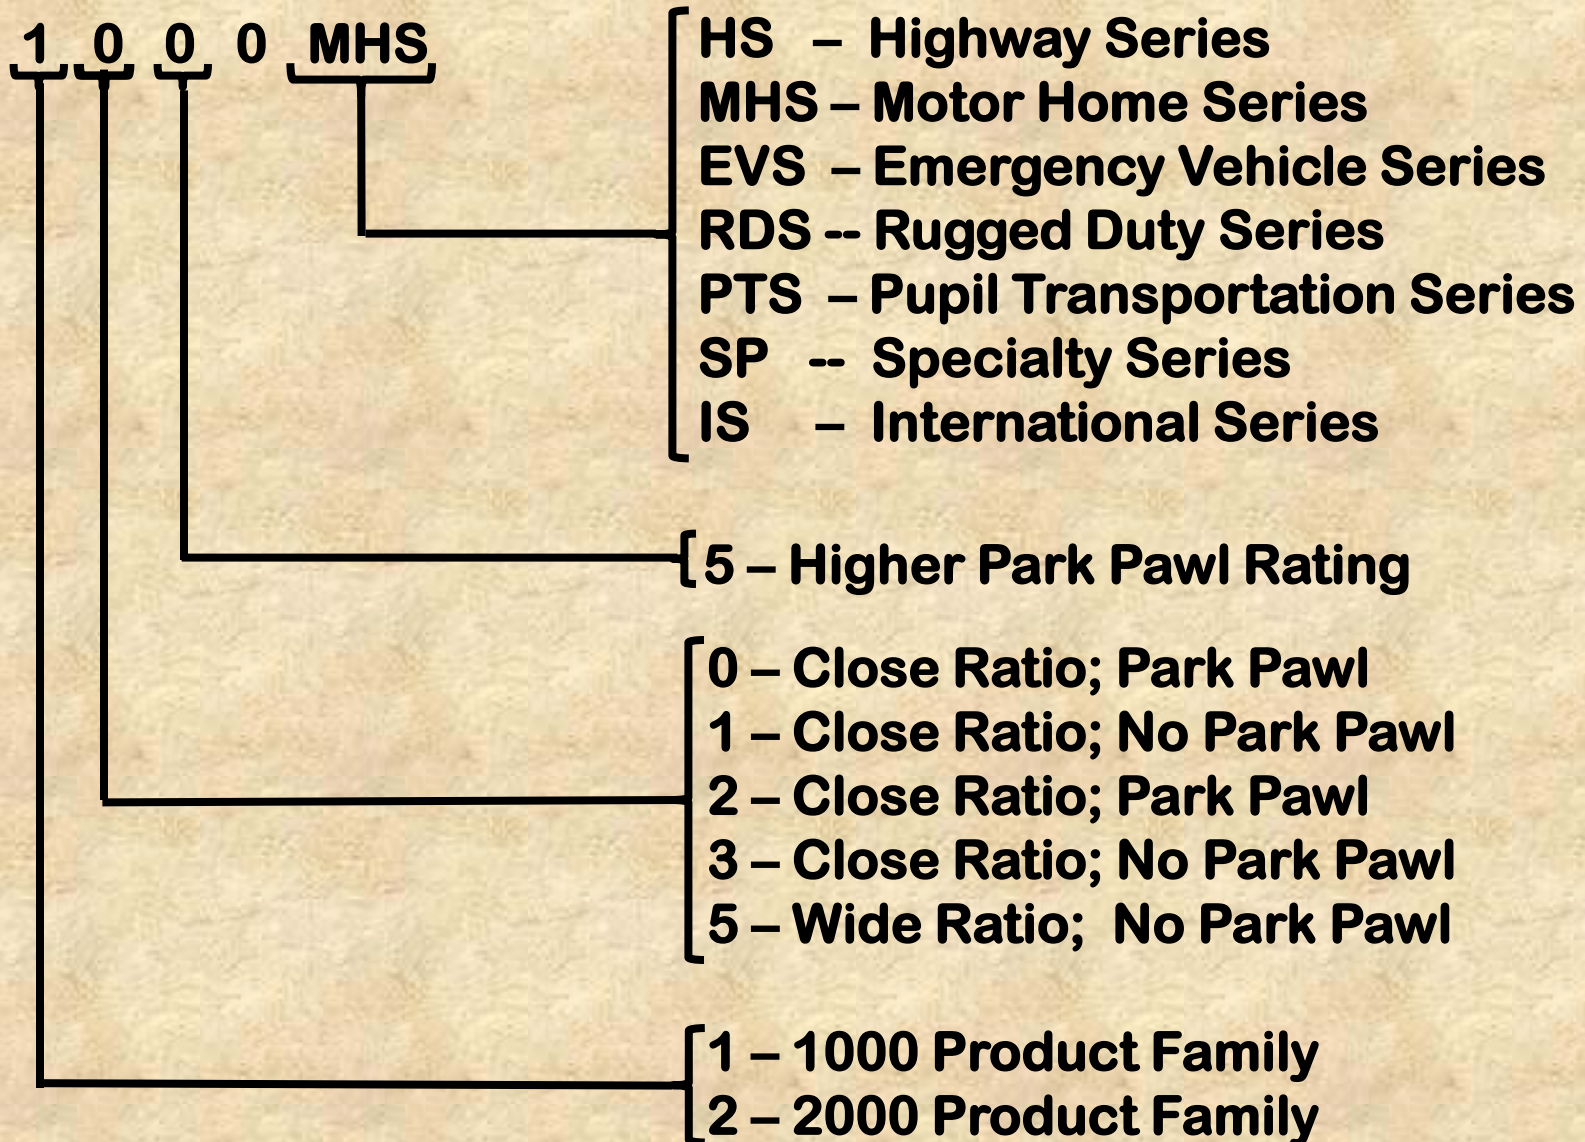 1 0 0 0 MHS
HS – Highway Series
MHS – Motor Home Series
EVS – Emergency Vehicle Series
RDS -- Rugged Duty Series
PTS – Pupil Transportation Series
SP -- Specialty Series
IS – International Series
5 – Higher Park Pawl Rating
0 – Close Ratio; Park Pawl
1 – Close Ratio; No Park Pawl
2 – Close Ratio; Park Pawl
3 – Close Ratio; No Park Pawl
5 – Wide Ratio; No Park Pawl
1 – 1000 Product Family
2 – 2000 Product Family